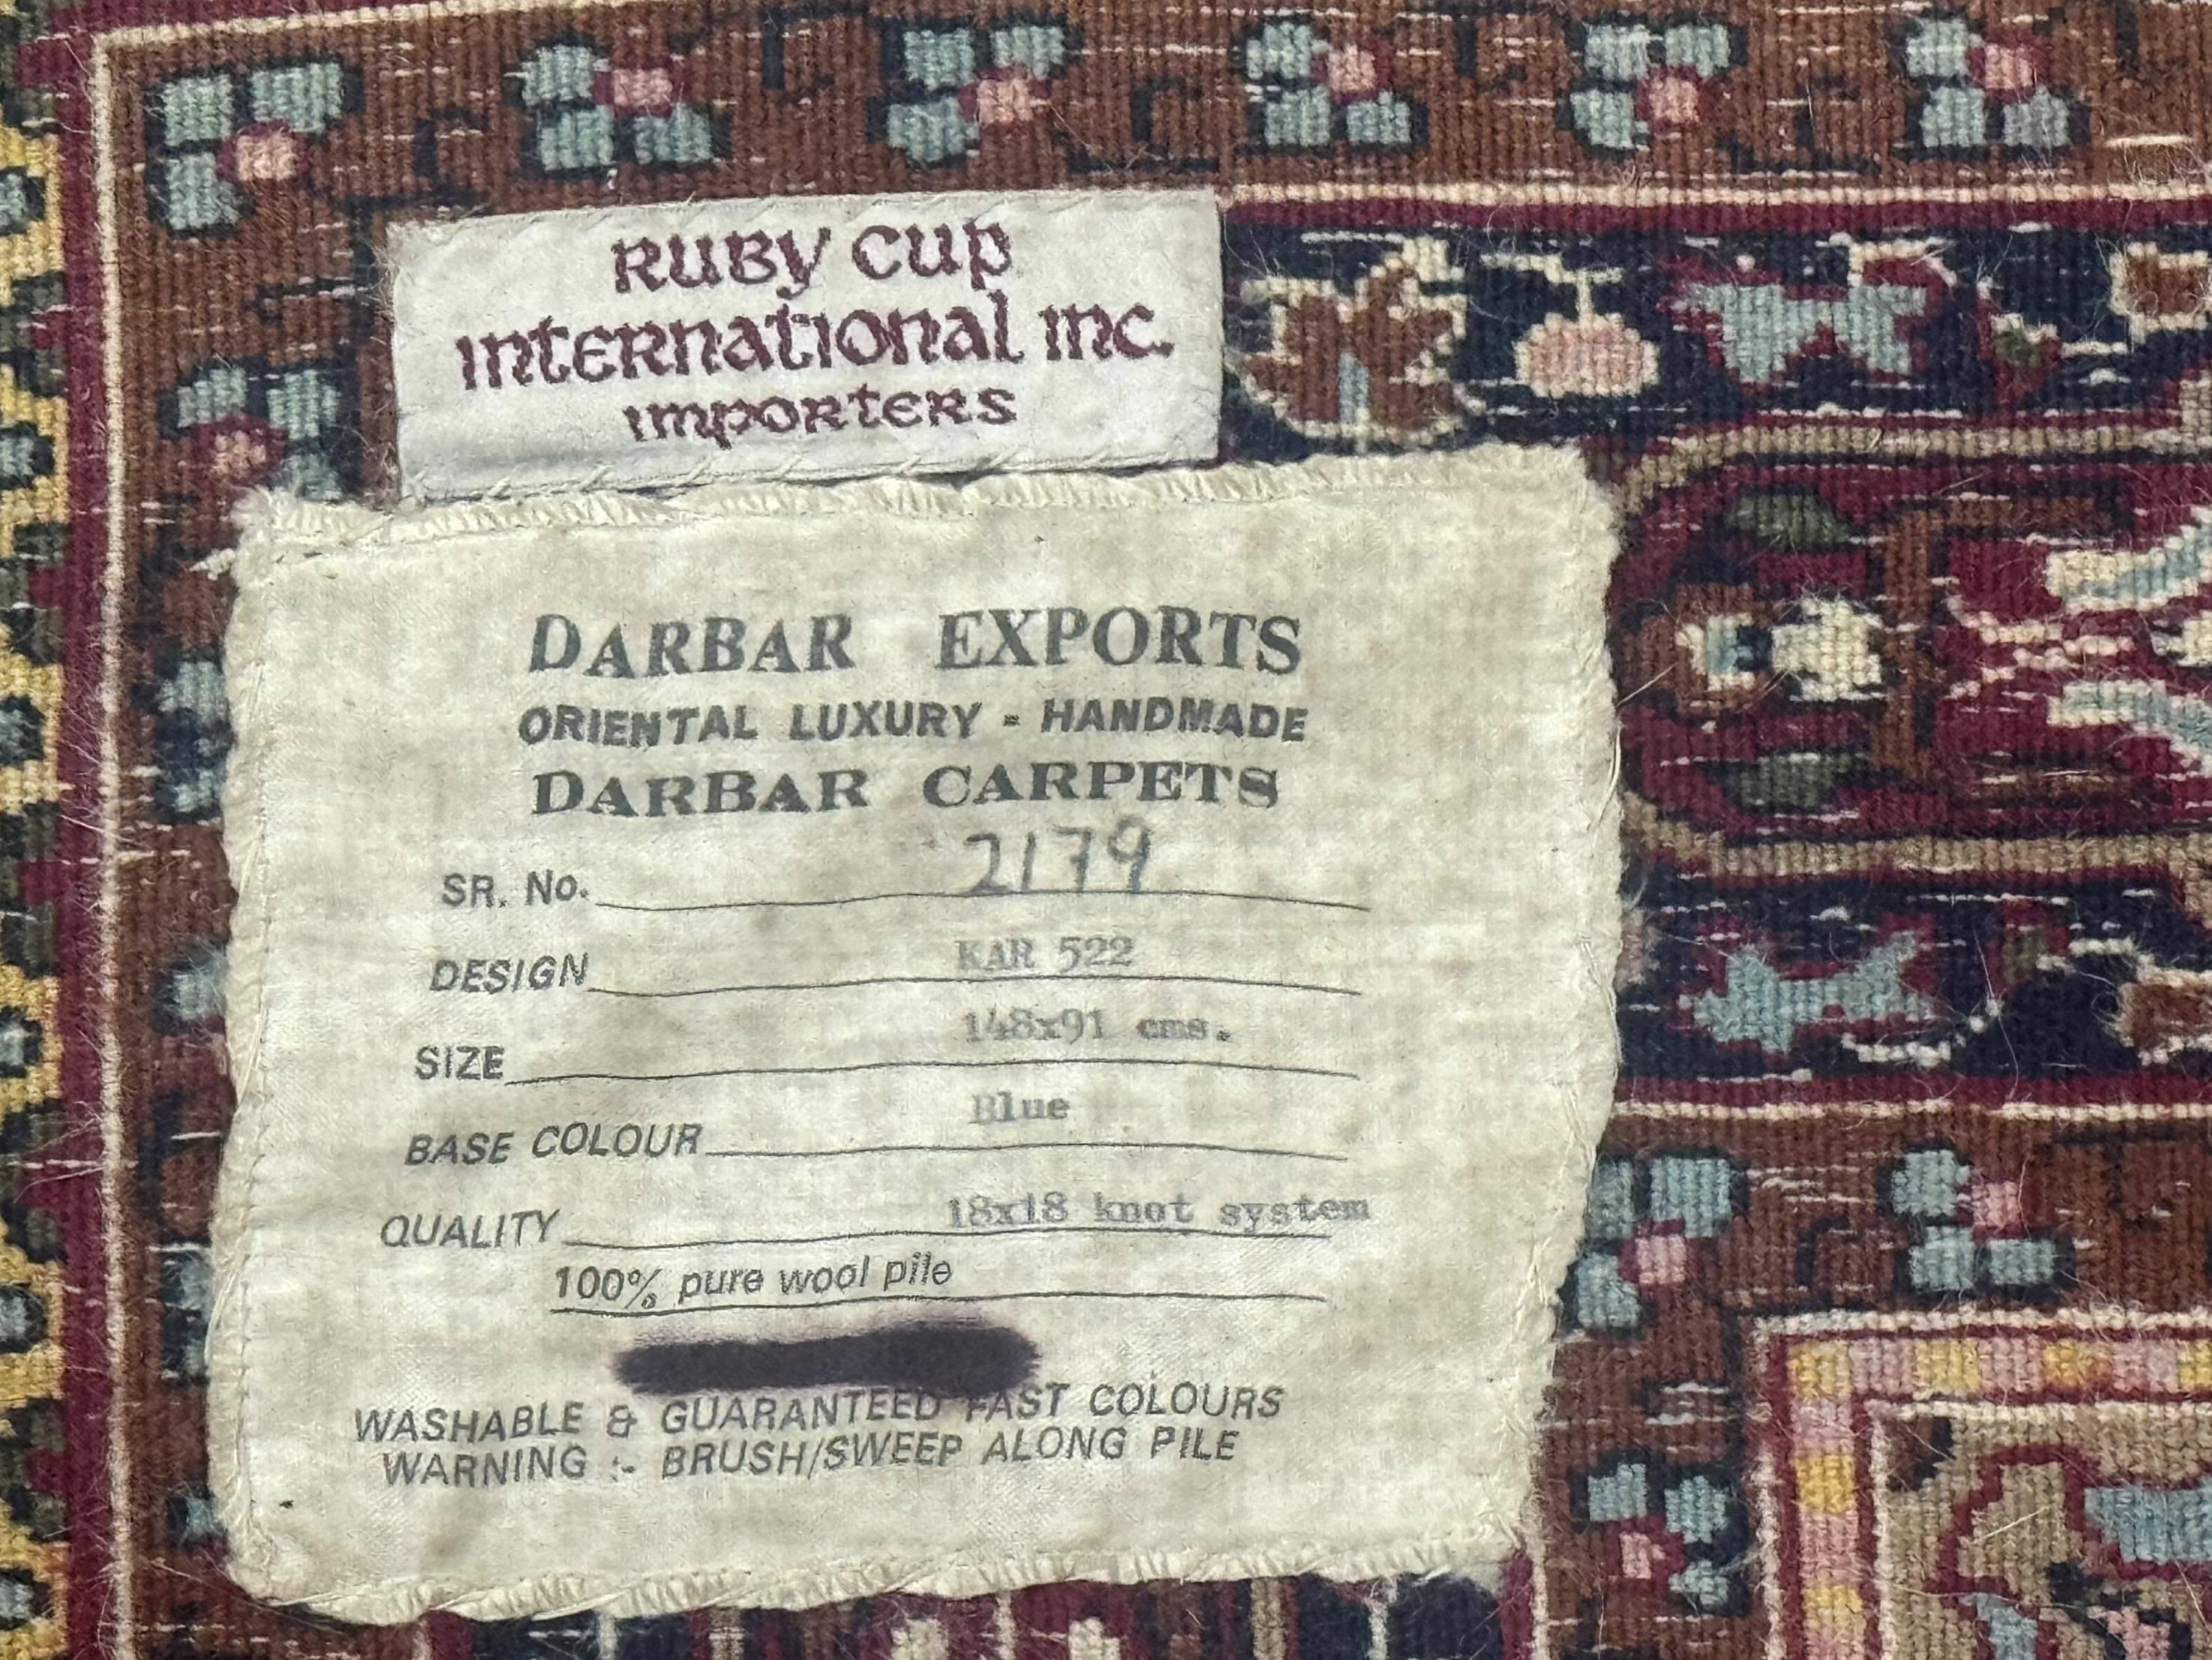 RUBY CUP
INTERNATIONAL INC.
IMPORTERS
DARBAR EXPORTS
ORIENTAL LUXURY - HANDMADE
DARBAR CARPETS
SR. No. 2179
DESIGN KAR 522
SIZE 148x91 cms.
BASE COLOUR Blue
QUALITY 18x18 knot system
100% pure wool pile
WASHABLE & GUARANTEED FAST COLOURS
WARNING :- BRUSH/SWEEP ALONG PILE